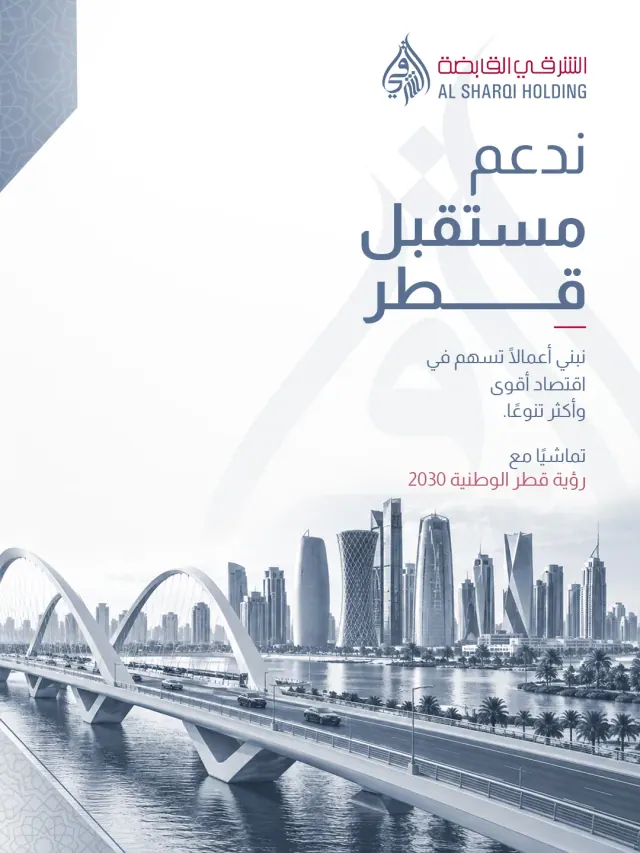 الشرقي القابضة
AL SHARQI HOLDING
ندعم
مستقبل
قطر
نبني أعمالاً تسهم في
اقتصاد أقوى
وأكثر تنوعًا.
تماشيًا مع
رؤية قطر الوطنية 2030